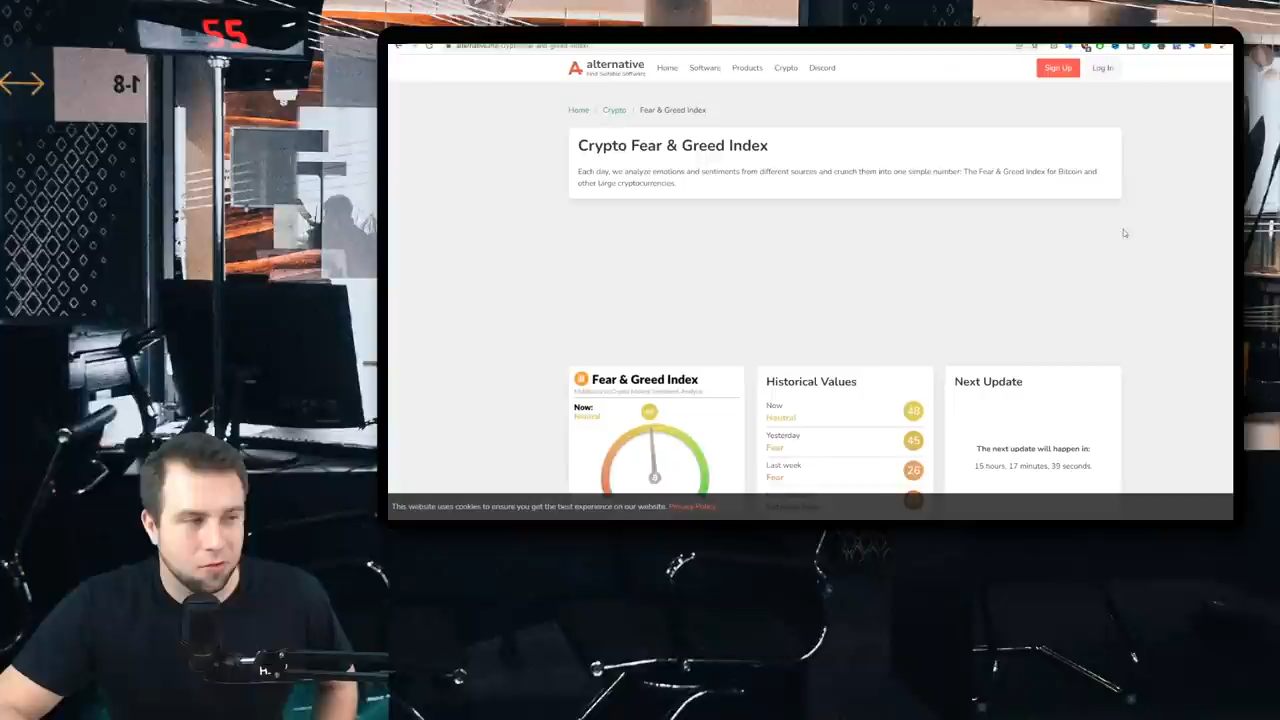 55
1-8
alternative
Find Suitable Software
Home
Software
Products
Crypto
Discord
Sign Up
Log In
Home / Crypto / Fear & Greed Index
Crypto Fear & Greed Index
Each day, we analyze emotions and sentiments from different sources and crunch them into one simple number: The Fear & Greed Index for Bitcoin and
other large cryptocurrencies.
Fear & Greed Index
Now:
Neutral
Historical Values
Now
Neutral
48
Yesterday
Fear
45
Last week
Fear
26
Next Update
The next update will happen in:
15 hours, 17 minutes, 39 seconds
This website uses cookies to ensure you get the best experience on our website. Privacy Policy